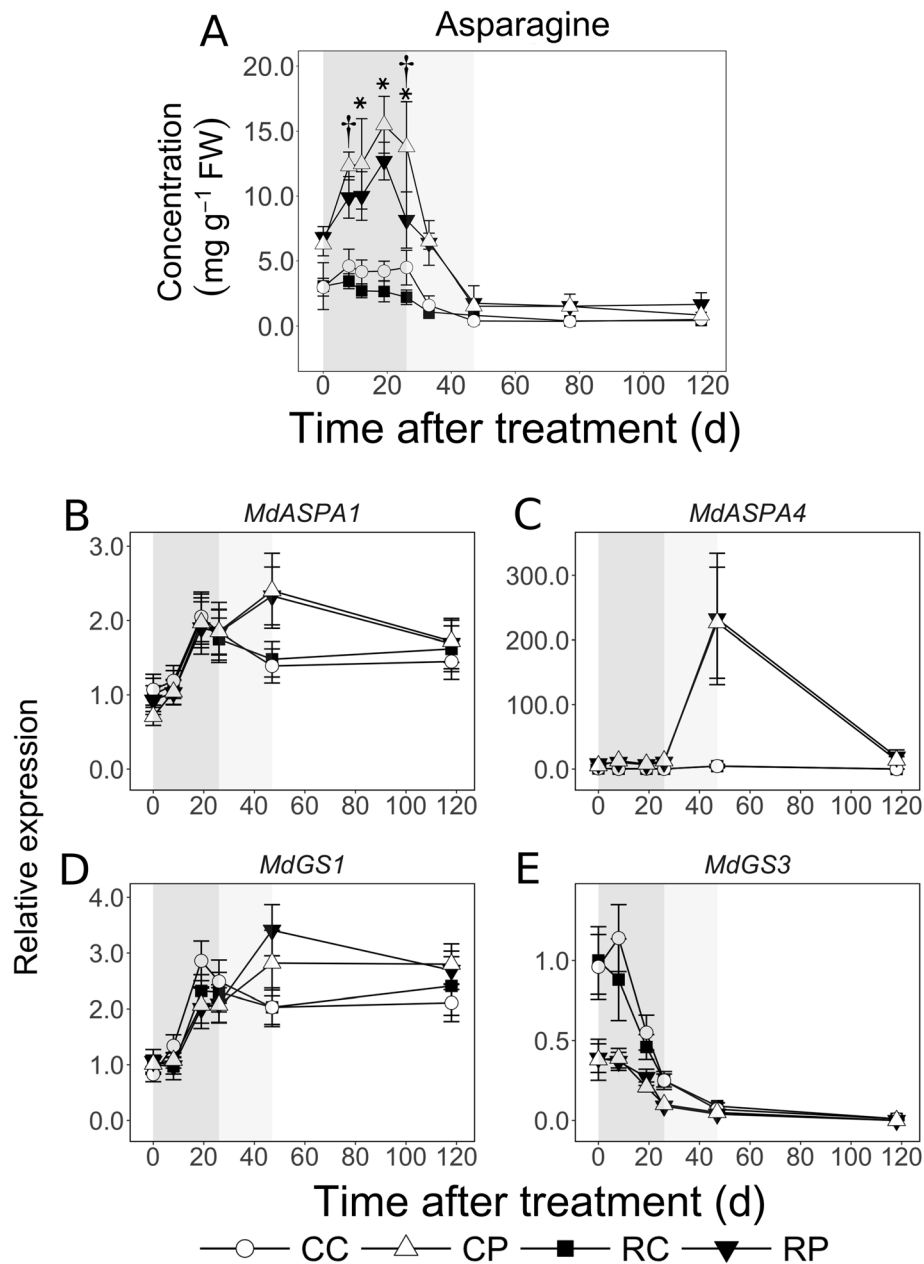 A
Asparagine
† * * †
*
20.0
15.0
10.0
5.0
0.0
Concentration
(mg g⁻¹ FW)
0 20 40 60 80 100 120
Time after treatment (d)
B
MdASPA1
3.0
2.0
1.0
0.0
0 20 40 60 80 100 120
C
MdASPA4
300.0
200.0
100.0
0.0
0 20 40 60 80 100 120
Relative expression
D
MdGS1
4.0
3.0
2.0
1.0
0.0
0 20 40 60 80 100 120
E
MdGS3
1.0
0.5
0.0
0 20 40 60 80 100 120
Time after treatment (d)
CC CP RC RP